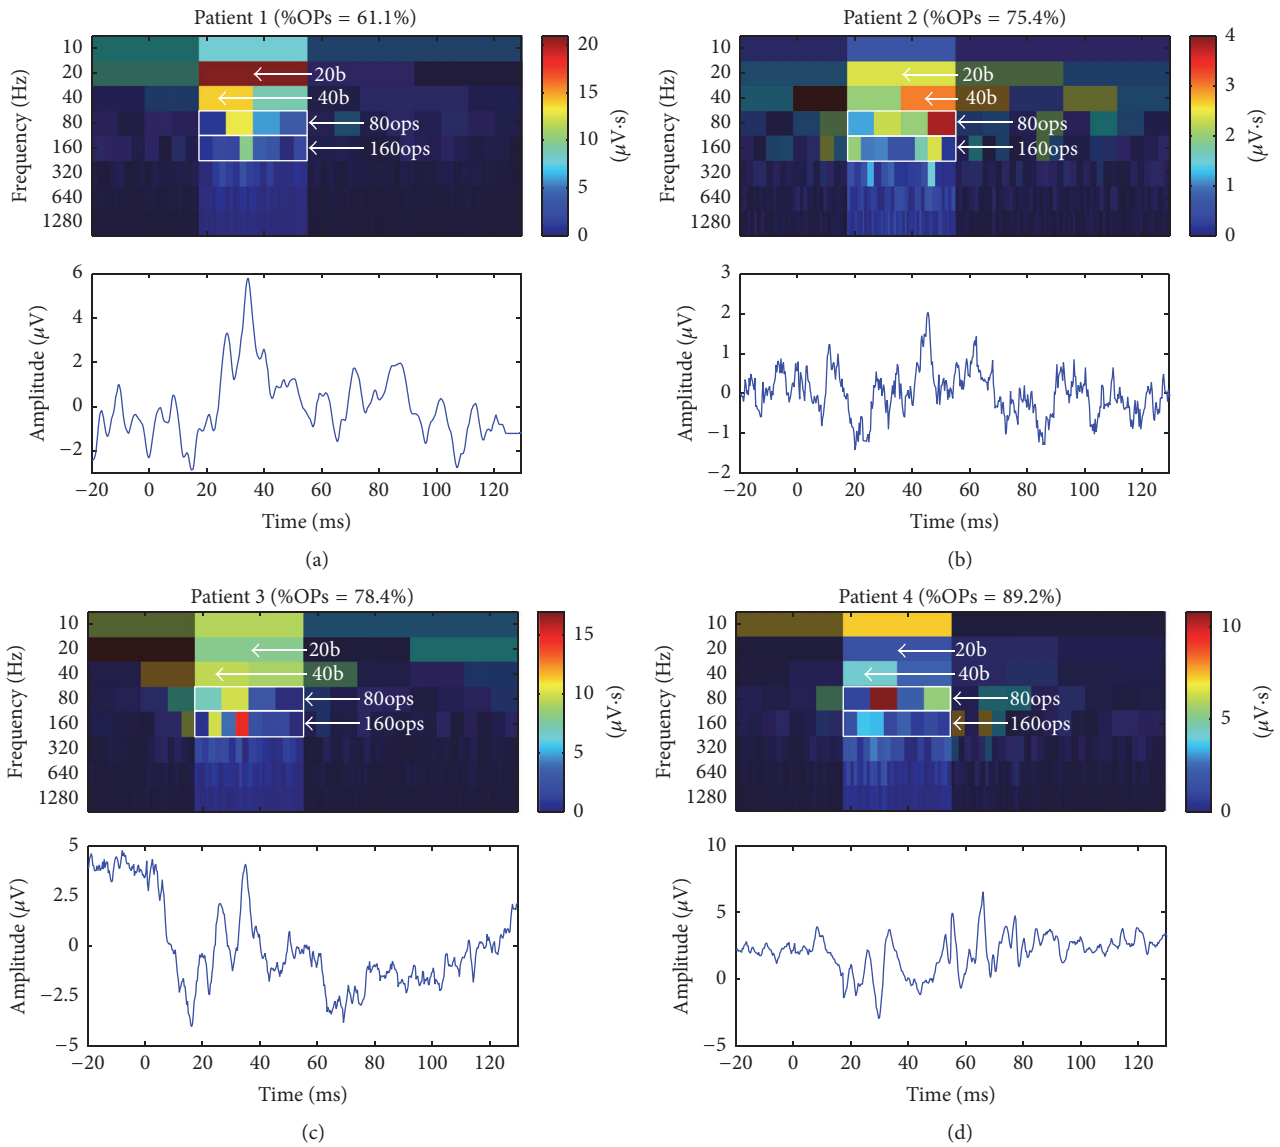 Patient 1 (%OPs = 61.1%)
Frequency (Hz)
10
20
40
80
160
320
640
1280
20b
40b
80ops
160ops
20
15
10
5
0
(μV·s)
Amplitude (μV)
6
4
2
0
−2
−20 0 20 40 60 80 100 120
Time (ms)
(a)
Patient 2 (%OPs = 75.4%)
Frequency (Hz)
10
20
40
80
160
320
640
1280
20b
40b
80ops
160ops
4
3
2
1
0
(μV·s)
Amplitude (μV)
3
2
1
0
−1
−2
−20 0 20 40 60 80 100 120
Time (ms)
(b)
Patient 3 (%OPs = 78.4%)
Frequency (Hz)
10
20
40
80
160
320
640
1280
20b
40b
80ops
160ops
15
10
5
0
(μV·s)
Amplitude (μV)
5
2.5
0
−2.5
−5
−20 0 20 40 60 80 100 120
Time (ms)
(c)
Patient 4 (%OPs = 89.2%)
Frequency (Hz)
10
20
40
80
160
320
640
1280
20b
40b
80ops
160ops
10
5
0
(μV·s)
Amplitude (μV)
10
5
0
−5
−20 0 20 40 60 80 100 120
Time (ms)
(d)